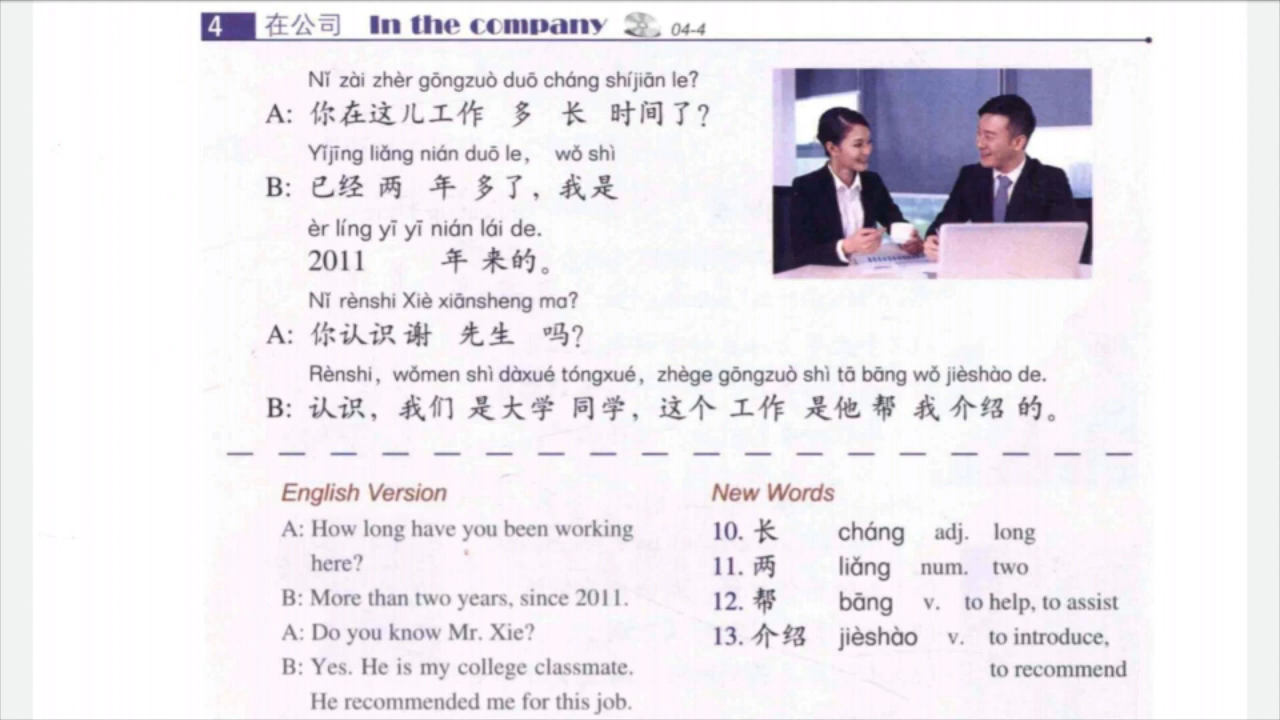 4 在公司 In the company 04-4
Nǐ zài zhèr gōngzuò duō cháng shíjiān le?
A: 你在这儿工作 多 长 时间了?
Yǐjīng liǎng nián duō le, wǒ shì
B: 已经 两 年 多了, 我是
èr líng yī yī nián lái de.
2011 年 来的。
Nǐ rènshi Xiè xiānsheng ma?
A: 你认识谢 先生 吗?
Rènshi, wǒmen shì dàxué tóngxué, zhège gōngzuò shì tā bāng wǒ jièshào de.
B: 认识, 我们 是大学 同学, 这个 工作 是他 帮 我 介绍 的。
English Version
A: How long have you been working
here?
B: More than two years, since 2011.
A: Do you know Mr. Xie?
B: Yes. He is my college classmate.
He recommended me for this job.
New Words
10. 长 cháng adj. long
11. 两 liǎng num. two
12. 帮 bāng v. to help, to assist
13. 介绍 jièshào v. to introduce,
to recommend